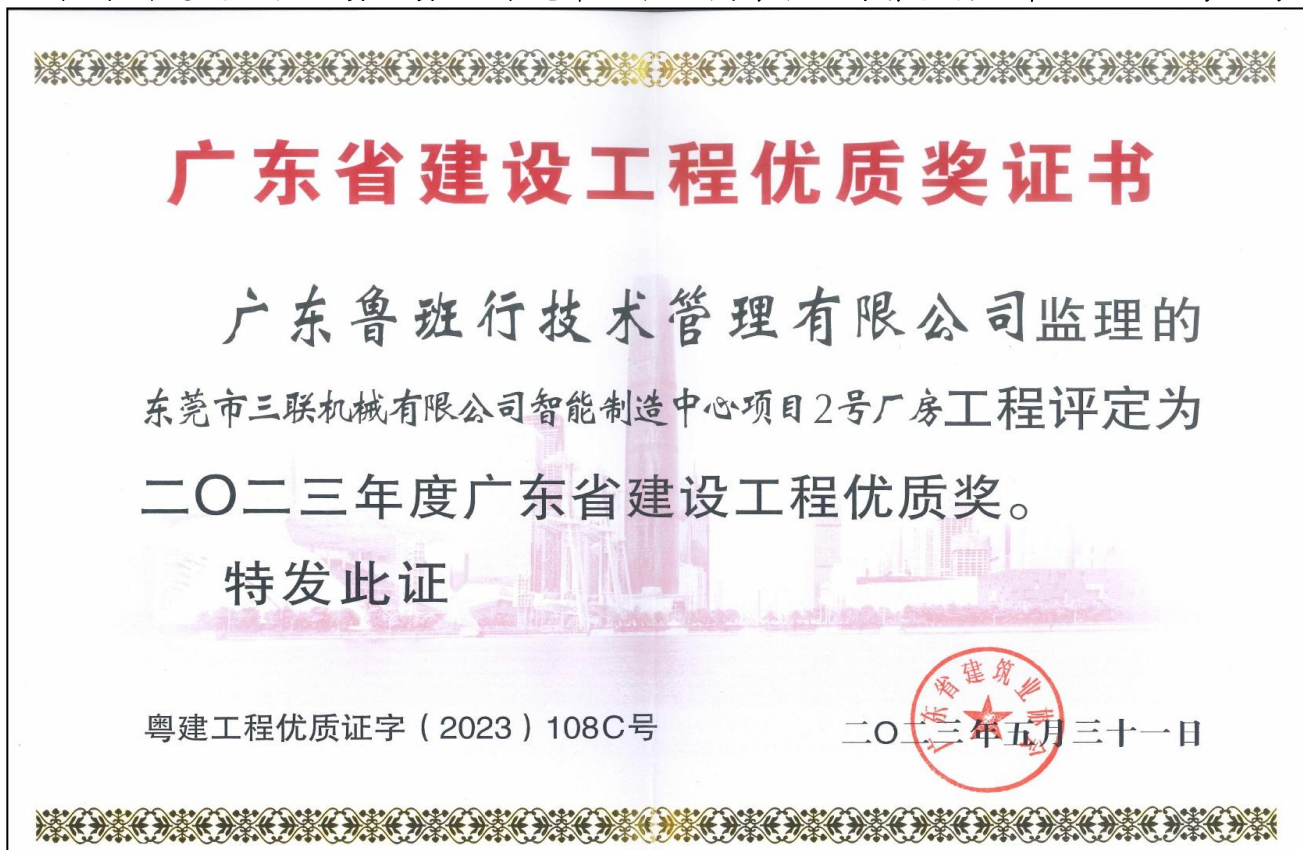 广东省建设工程优质奖证书
广东鲁班行技术管理有限公司监理的
东莞市三联机械有限公司智能制造中心项目2号厂房工程评定为
二〇二三年度广东省建设工程优质奖。
特发此证
广东省建筑业协会
粤建工程优质证字（2023）108C号
二〇二三年五月三十一日